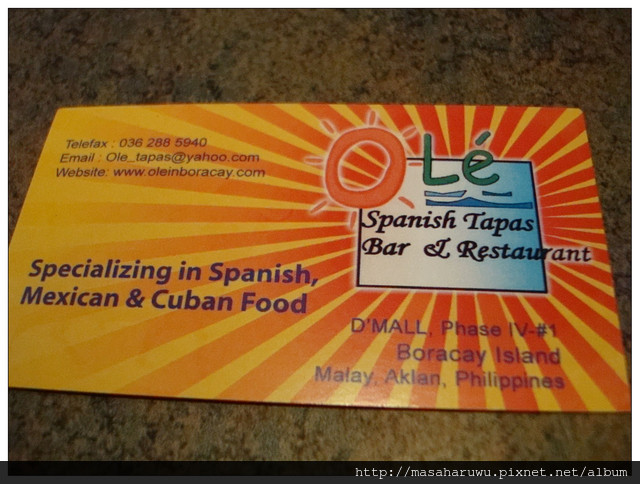 Telefax : 036 288 5940
Email : Ole_tapas@yahoo.com
Website: www.oleinboracay.com
Olé
Spanish Tapas
Bar & Restaurant
Specializing in Spanish,
Mexican & Cuban Food
D'MALL, Phase IV-#1
Boracay Island
Malay, Aklan, Philippines
http://masaharuwu.pixnet.net/album